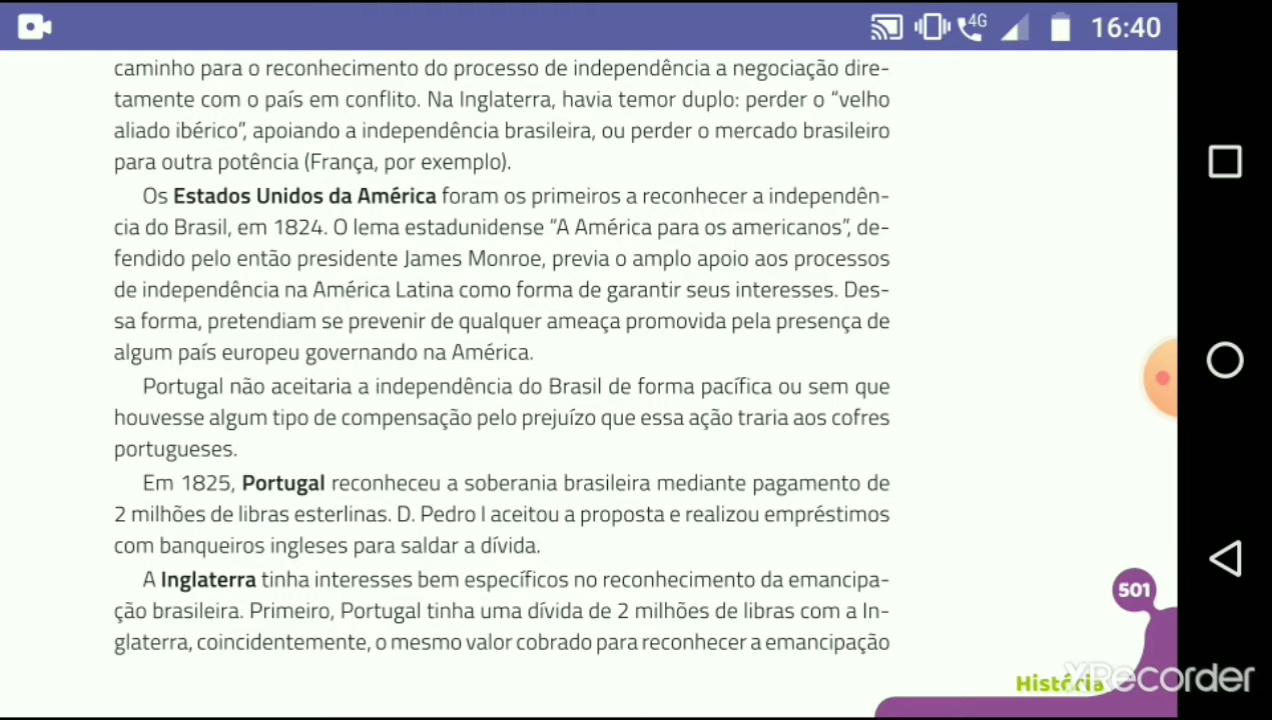 4G
16:40
caminho para o reconhecimento do processo de independência a negociação dire-
tamente com o país em conflito. Na Inglaterra, havia temor duplo: perder o “velho
aliado ibérico”, apoiando a independência brasileira, ou perder o mercado brasileiro
para outra potência (França, por exemplo).
Os Estados Unidos da América foram os primeiros a reconhecer a independên-
cia do Brasil, em 1824. O lema estadunidense “A América para os americanos”, de-
fendido pelo então presidente James Monroe, previa o amplo apoio aos processos
de independência na América Latina como forma de garantir seus interesses. Des-
sa forma, pretendiam se prevenir de qualquer ameaça promovida pela presença de
algum país europeu governando na América.
Portugal não aceitaria a independência do Brasil de forma pacífica ou sem que
houvesse algum tipo de compensação pelo prejuízo que essa ação traria aos cofres
portugueses.
Em 1825, Portugal reconheceu a soberania brasileira mediante pagamento de
2 milhões de libras esterlinas. D. Pedro I aceitou a proposta e realizou empréstimos
com banqueiros ingleses para saldar a dívida.
A Inglaterra tinha interesses bem específicos no reconhecimento da emancipa-
ção brasileira. Primeiro, Portugal tinha uma dívida de 2 milhões de libras com a In-
glaterra, coincidentemente, o mesmo valor cobrado para reconhecer a emancipação
501
História
XRecorder